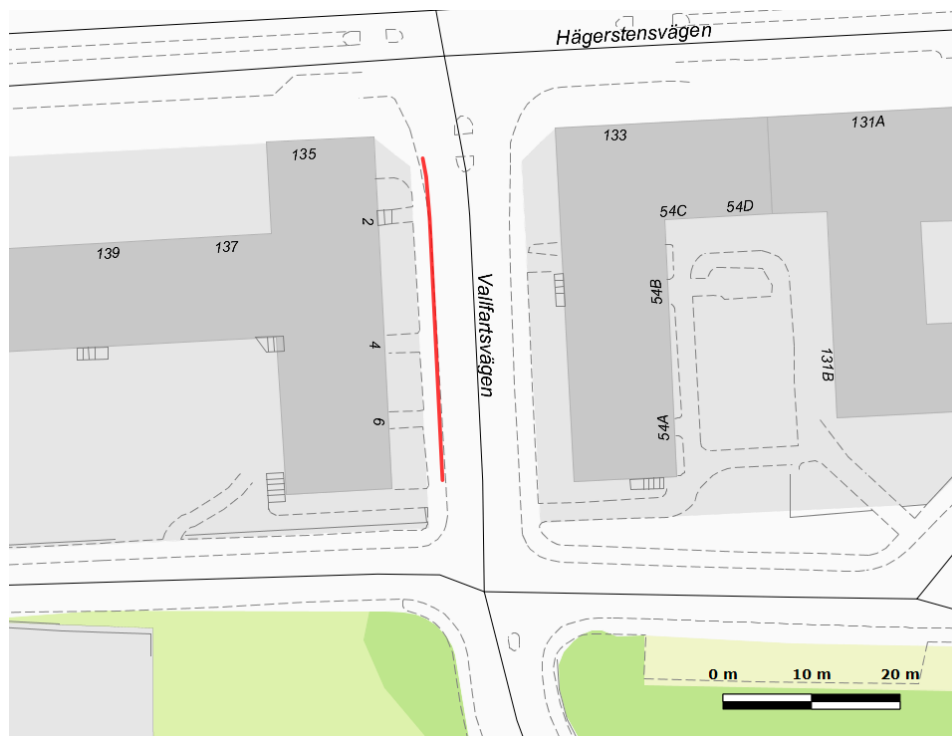 Hägerstensvägen
133
131A
135
54C
54D
2
137
139
54B
Vallfartsvägen
4
131B
6
54A
0 m
10 m
20 m